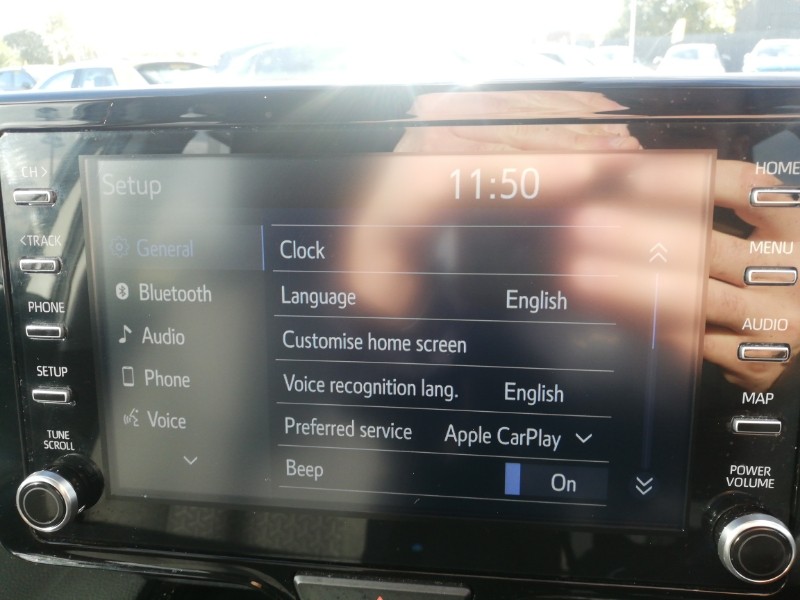 CH >
< TRACK
PHONE
SETUP
TUNE
SCROLL
Setup
11:50
General
Bluetooth
Audio
Phone
Voice
Clock
Language English
Customise home screen
Voice recognition lang. English
Preferred service Apple CarPlay
Beep On
HOME
MENU
AUDIO
MAP
POWER
VOLUME